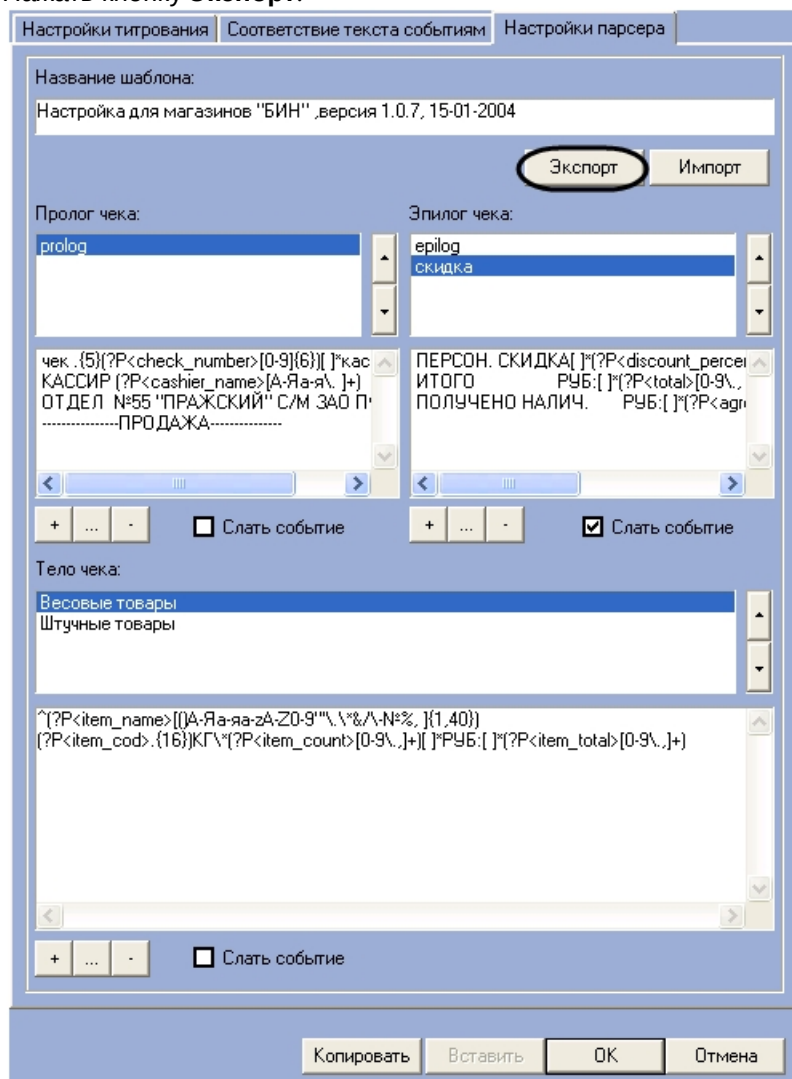 Нажать кнопку Экспорт.
Настройки титрования Соответствие текста событиям Настройки парсера
Название шаблона:
Настройка для магазинов "БИН" ,версия 1.0.7, 15-01-2004
Экспорт Импорт
Пролог чека: Эпилог чека:
prolog
epilog
скидка
чек .{5}(?P<check_number>[0-9]{6})[ ]*кас
КАССИР (?P<cashier_name>[А-Яа-я\. ]+)
ОТДЕЛ №55 "ПРАЖСКИЙ" С/М ЗАО П
---------------ПРОДАЖА--------------
ПЕРСОН. СКИДКА[ ]*(?P<discount_percer
ИТОГО РУБ:[ ]*(?P<total>[0-9\.,
ПОЛУЧЕНО НАЛИЧ. РУБ:[ ]*(?P<agr
+ ... - Слать событие + ... - Слать событие
Тело чека:
Весовые товары
Штучные товары
^(?P<item_name>[()А-Яа-яa-zA-Z0-9'"\.\*&/\-№%, ]{1,40})
(?P<item_cod>.{16})КГ\*(?P<item_count>[0-9\.,]+)[ ]*РУБ:[ ]*(?P<item_total>[0-9\.,]+)
+ ... - Слать событие
Копировать Вставить OK Отмена